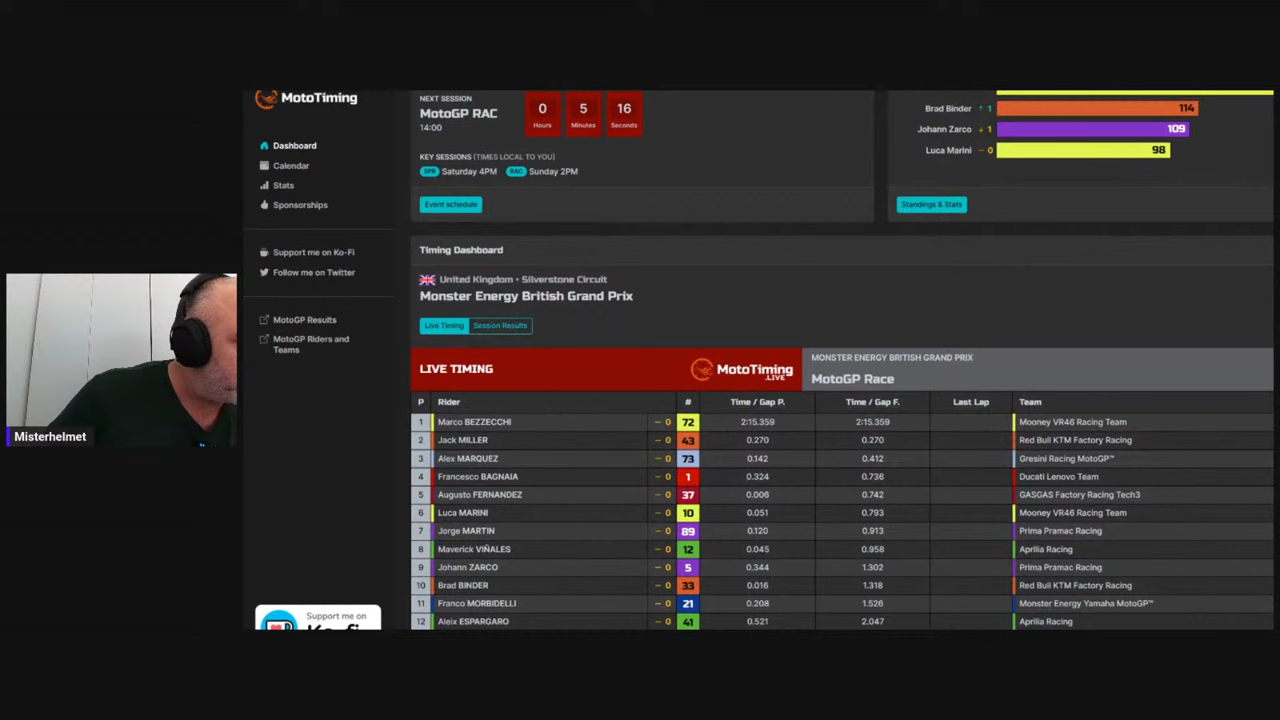 MotoTiming
Dashboard
Calendar
Stats
Sponsorships
Support me on Ko-Fi
Follow me on Twitter
MotoGP Results
MotoGP Riders and
Teams
Support me on
Ko-fi
Misterhelmet
NEXT SESSION
MotoGP RAC
14:00
0 5 16
Hours Minutes Seconds
KEY SESSIONS (TIMES LOCAL TO YOU)
SPR Saturday 4PM RAC Sunday 2PM
Event schedule
Brad Binder ↑ 1 114
Johann Zarco ↓ 1 109
Luca Marini – 0 98
Standings & Stats
Timing Dashboard
United Kingdom • Silverstone Circuit
Monster Energy British Grand Prix
Live Timing Session Results
LIVE TIMING MotoTiming .LIVE
MONSTER ENERGY BRITISH GRAND PRIX
MotoGP Race
P Rider # Time / Gap P. Time / Gap F. Last Lap Team
1 Marco BEZZECCHI – 0 72 2:15.359 2:15.359 Mooney VR46 Racing Team
2 Jack MILLER – 0 43 0.270 0.270 Red Bull KTM Factory Racing
3 Alex MARQUEZ – 0 73 0.142 0.412 Gresini Racing MotoGP™
4 Francesco BAGNAIA – 0 1 0.324 0.736 Ducati Lenovo Team
5 Augusto FERNANDEZ – 0 37 0.006 0.742 GASGAS Factory Racing Tech3
6 Luca MARINI – 0 10 0.051 0.793 Mooney VR46 Racing Team
7 Jorge MARTIN – 0 89 0.120 0.913 Prima Pramac Racing
8 Maverick VIÑALES – 0 12 0.045 0.958 Aprilia Racing
9 Johann ZARCO – 0 5 0.344 1.302 Prima Pramac Racing
10 Brad BINDER – 0 33 0.016 1.318 Red Bull KTM Factory Racing
11 Franco MORBIDELLI – 0 21 0.208 1.526 Monster Energy Yamaha MotoGP™
12 Aleix ESPARGARO – 0 41 0.521 2.047 Aprilia Racing